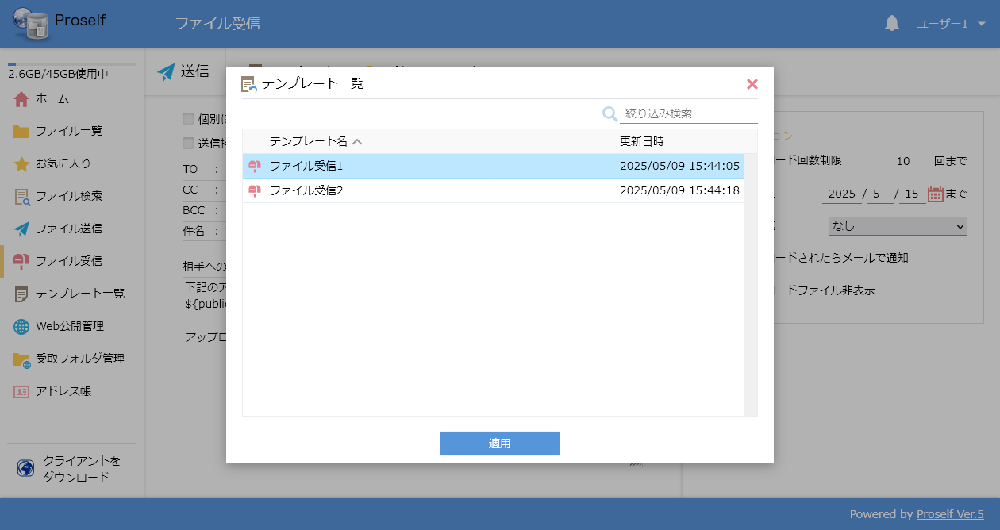 Proself
ファイル受信
ユーザー1
2.6GB/45GB使用中
ホーム
ファイル一覧
お気に入り
ファイル検索
ファイル送信
ファイル受信
テンプレート一覧
Web公開管理
受取フォルダ管理
アドレス帳
クライアントを
ダウンロード
送信
個別
送信
TO :
CC :
BCC :
件名 :
相手への
下記のア
${public
アップロ
テンプレート一覧
絞り込み検索
テンプレート名
更新日時
ファイル受信1
2025/05/09 15:44:05
ファイル受信2
2025/05/09 15:44:18
適用
ョン
ード回数制限
10
回まで
2025 / 5 / 15
まで
なし
ードされたらメールで通知
ードファイル非表示
Powered by Proself Ver.5